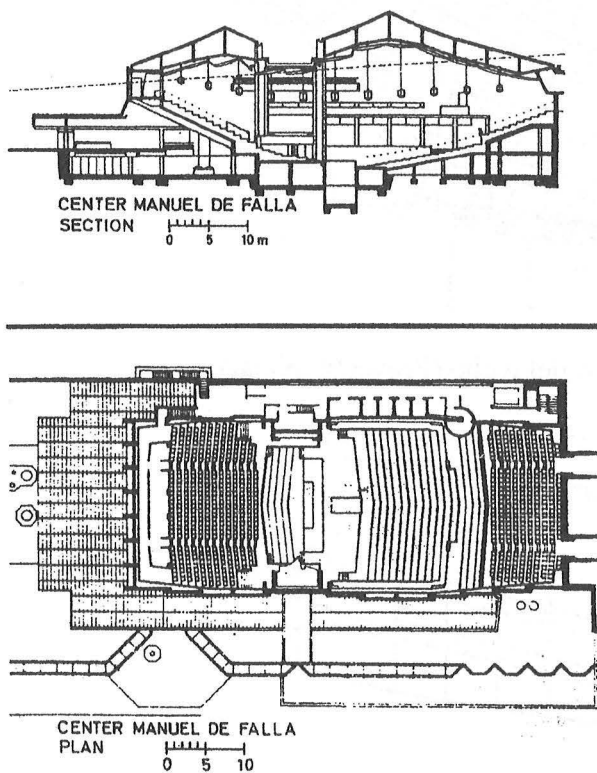 CENTER MANUEL DE FALLA
SECTION
0 5 10 m
CENTER MANUEL DE FALLA
PLAN
0 5 10